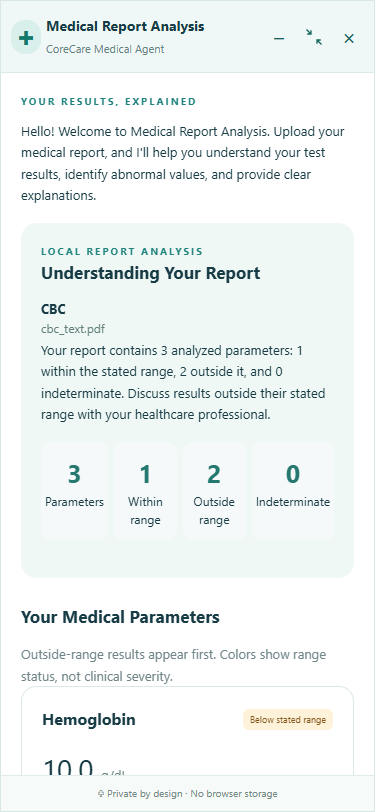 Medical Report Analysis
CoreCare Medical Agent
YOUR RESULTS, EXPLAINED
Hello! Welcome to Medical Report Analysis. Upload your
medical report, and I'll help you understand your test
results, identify abnormal values, and provide clear
explanations.
LOCAL REPORT ANALYSIS
Understanding Your Report
CBC
cbc_text.pdf
Your report contains 3 analyzed parameters: 1
within the stated range, 2 outside it, and 0
indeterminate. Discuss results outside their stated
range with your healthcare professional.
3 1 2 0
Parameters Within Outside Indeterminate
range range
Your Medical Parameters
Outside-range results appear first. Colors show range
status, not clinical severity.
Hemoglobin Below stated range
10.0 g/dL
Private by design · No browser storage